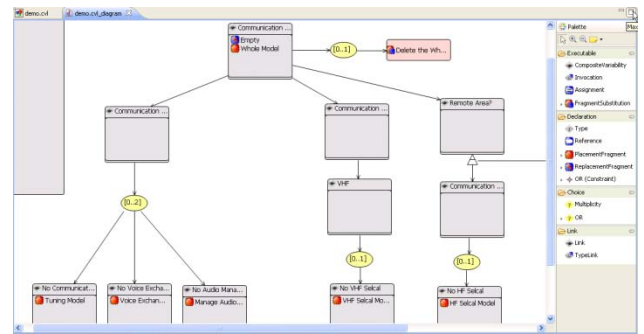 demo.cvl
demo.cvl_diagram
Communication ...
Empty
Whole Model
[0..1]
Delete the Wh...
Communication ...
Communication ...
Remote Area?
VHF
Communication ...
[0..2]
[0..1]
[0..1]
No Communicat...
Tuning Model
No Voice Excha...
Voice Exchan...
No Audio Mana...
Manage Audio...
No VHF Selcal
VHF Selcal Mo...
No HF Selcal
HF Selcal Model
Palette
Max
Executable
CompositeVariability
Invocation
Assignment
FragmentSubstitution
Declaration
Type
Reference
PlacementFragment
ReplacementFragment
OR (Constraint)
Choice
Multiplicity
OR
Link
Link
TypeLink